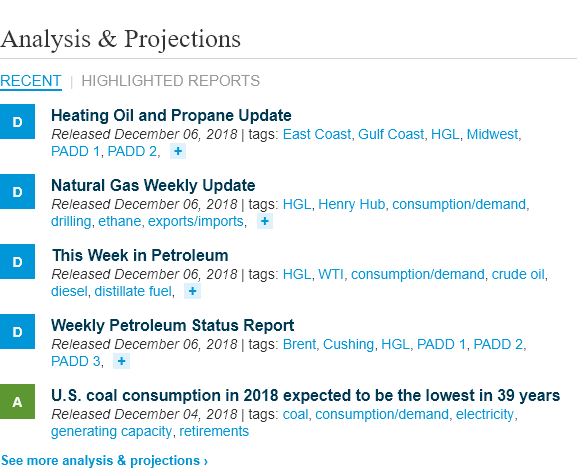 Analysis & Projections
RECENT | HIGHLIGHTED REPORTS
D Heating Oil and Propane Update
Released December 06, 2018 | tags: East Coast, Gulf Coast, HGL, Midwest,
PADD 1, PADD 2, +
D Natural Gas Weekly Update
Released December 06, 2018 | tags: HGL, Henry Hub, consumption/demand,
drilling, ethane, exports/imports, +
D This Week in Petroleum
Released December 06, 2018 | tags: HGL, WTI, consumption/demand, crude oil,
diesel, distillate fuel, +
D Weekly Petroleum Status Report
Released December 06, 2018 | tags: Brent, Cushing, HGL, PADD 1, PADD 2,
PADD 3, +
A U.S. coal consumption in 2018 expected to be the lowest in 39 years
Released December 04, 2018 | tags: coal, consumption/demand, electricity,
generating capacity, retirements
See more analysis & projections ›